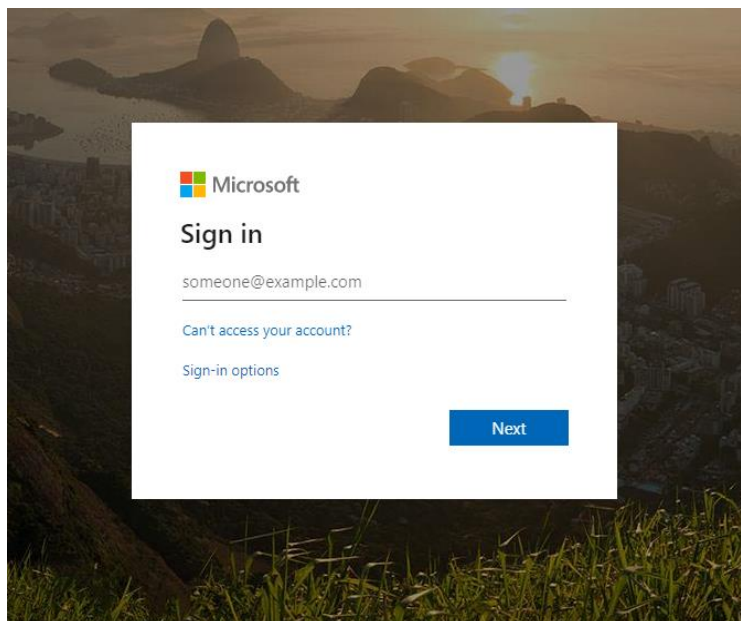 Microsoft
Sign in
someone@example.com
Can't access your account?
Sign-in options
Next